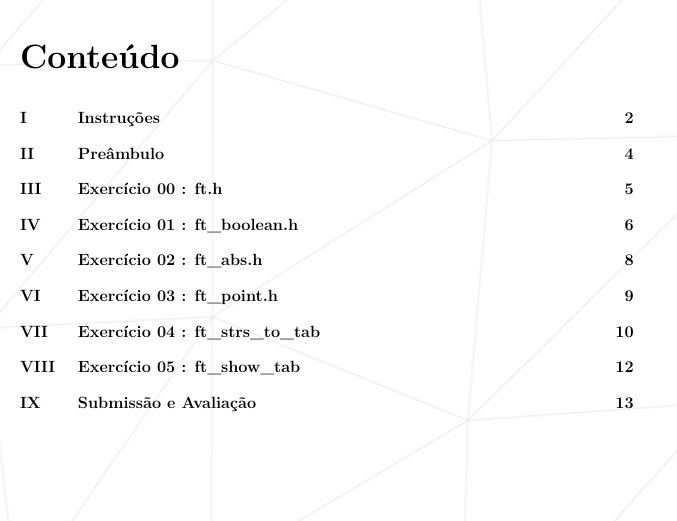 Conteúdo
I Instruções 2
II Preâmbulo 4
III Exercício 00 : ft.h 5
IV Exercício 01 : ft_boolean.h 6
V Exercício 02 : ft_abs.h 8
VI Exercício 03 : ft_point.h 9
VII Exercício 04 : ft_strs_to_tab 10
VIII Exercício 05 : ft_show_tab 12
IX Submissão e Avaliação 13